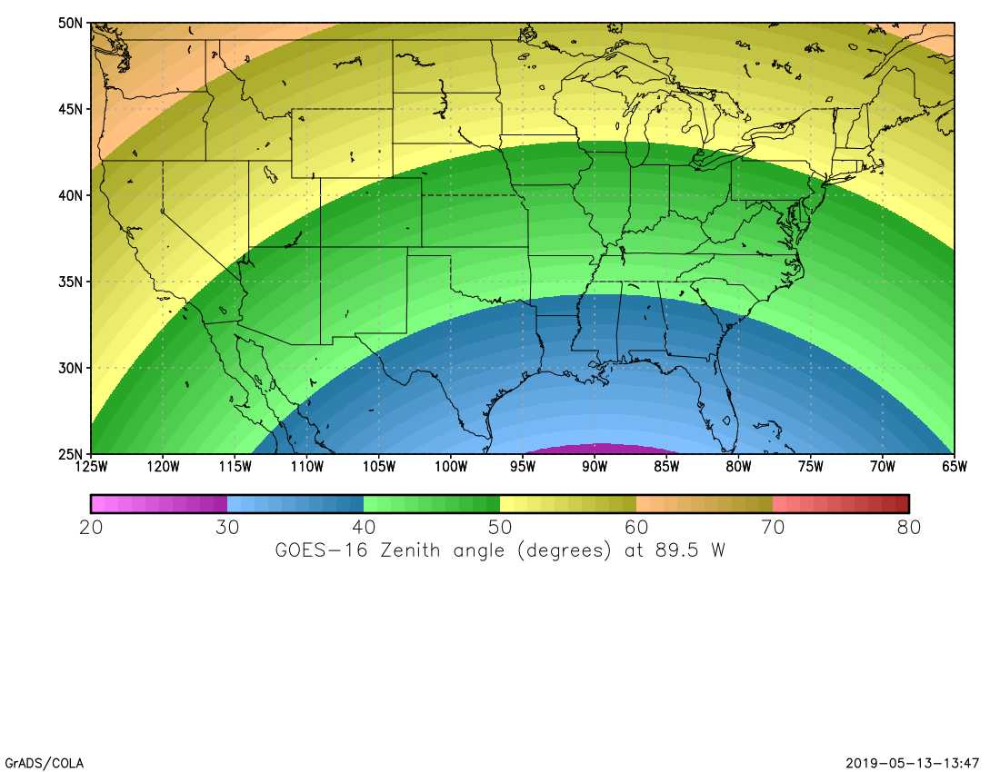 50N
45N
40N
35N
30N
25N
125W 120W 115W 110W 105W 100W 95W 90W 85W 80W 75W 70W 65W
20 30 40 50 60 70 80
GOES-16 Zenith angle (degrees) at 89.5 W
GrADS/COLA 2019-05-13-13:47